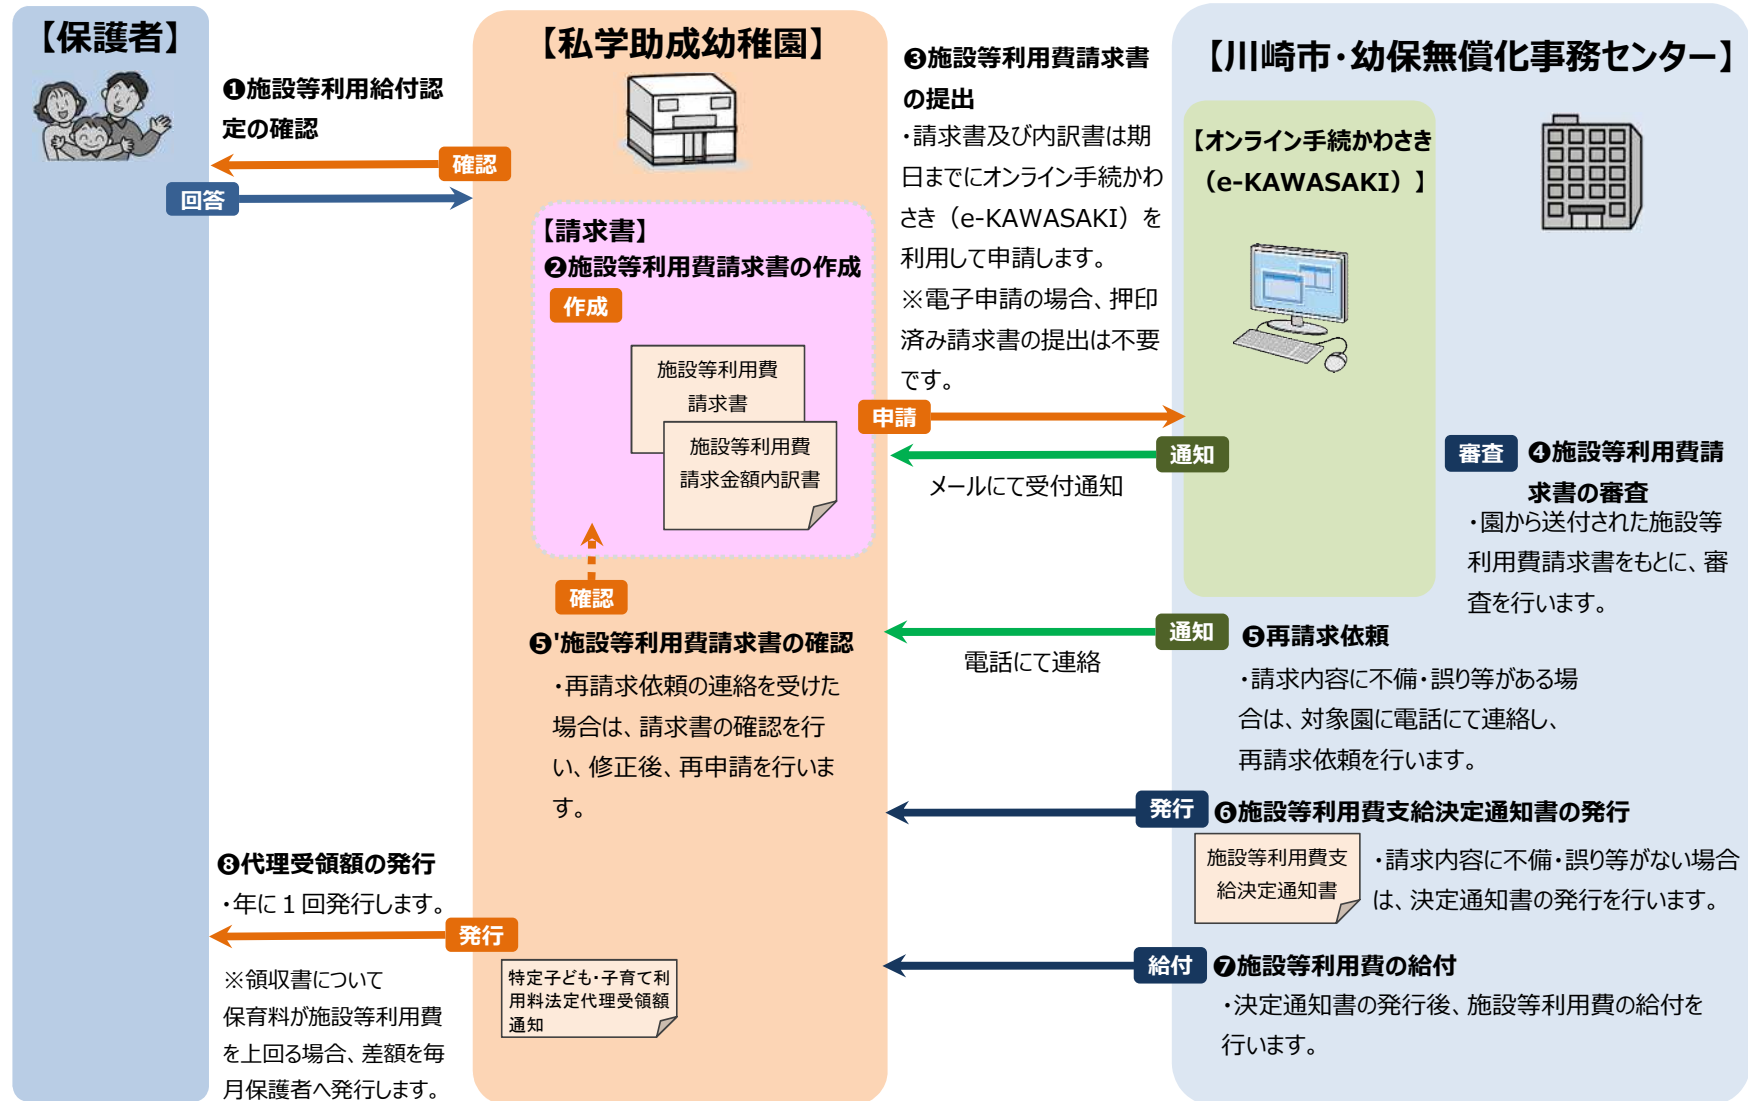 【保護者】
❶施設等利用給付認
定の確認
確認
回答
【私学助成幼稚園】
【請求書】
❷施設等利用費請求書の作成
作成
施設等利用費
請求書
施設等利用費
請求金額内訳書
確認
❺'施設等利用費請求書の確認
・再請求依頼の連絡を受けた
場合は、請求書の確認を行
い、修正後、再申請を行いま
す。
❸施設等利用費請求書
の提出
・請求書及び内訳書は期
日までにオンライン手続かわ
さき（e-KAWASAKI）を
利用して申請します。
※電子申請の場合、押印
済み請求書の提出は不要
です。
申請
通知
メールにて受付通知
【川崎市・幼保無償化事務センター】
【オンライン手続かわさき
（e-KAWASAKI）】
審査
❹施設等利用費請
求書の審査
・園から送付された施設等
利用費請求書をもとに、審
査を行います。
通知
電話にて連絡
❺再請求依頼
・請求内容に不備・誤り等がある場
合は、対象園に電話にて連絡し、
再請求依頼を行います。
発行
❻施設等利用費支給決定通知書の発行
施設等利用費支
給決定通知書
・請求内容に不備・誤り等がない場合
は、決定通知書の発行を行います。
給付
❼施設等利用費の給付
・決定通知書の発行後、施設等利用費の給付を
行います。
❽代理受領額の発行
・年に１回発行します。
発行
特定子ども・子育て利
用料法定代理受領額
通知
※領収書について
保育料が施設等利用費
を上回る場合、差額を毎
月保護者へ発行します。